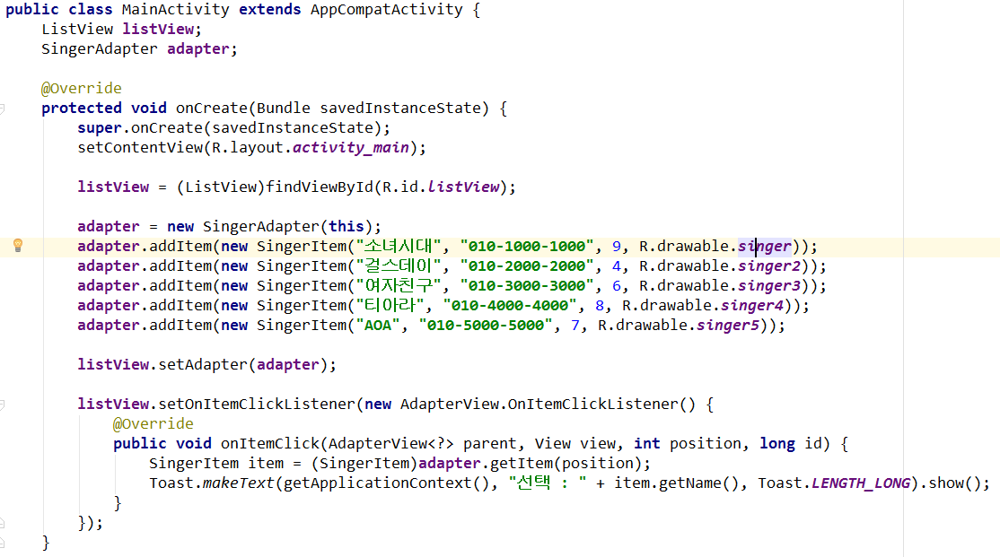 public class MainActivity extends AppCompatActivity {
    ListView listView;
    SingerAdapter adapter;

    @Override
    protected void onCreate(Bundle savedInstanceState) {
        super.onCreate(savedInstanceState);
        setContentView(R.layout.activity_main);

        listView = (ListView)findViewById(R.id.listView);

        adapter = new SingerAdapter(this);
        adapter.addItem(new SingerItem("소녀시대", "010-1000-1000", 9, R.drawable.singer));
        adapter.addItem(new SingerItem("걸스데이", "010-2000-2000", 4, R.drawable.singer2));
        adapter.addItem(new SingerItem("여자친구", "010-3000-3000", 6, R.drawable.singer3));
        adapter.addItem(new SingerItem("티아라", "010-4000-4000", 8, R.drawable.singer4));
        adapter.addItem(new SingerItem("AOA", "010-5000-5000", 7, R.drawable.singer5));

        listView.setAdapter(adapter);

        listView.setOnItemClickListener(new AdapterView.OnItemClickListener() {
            @Override
            public void onItemClick(AdapterView<?> parent, View view, int position, long id) {
                SingerItem item = (SingerItem)adapter.getItem(position);
                Toast.makeText(getApplicationContext(), "선택 : " + item.getName(), Toast.LENGTH_LONG).show();
            }
        });
    }